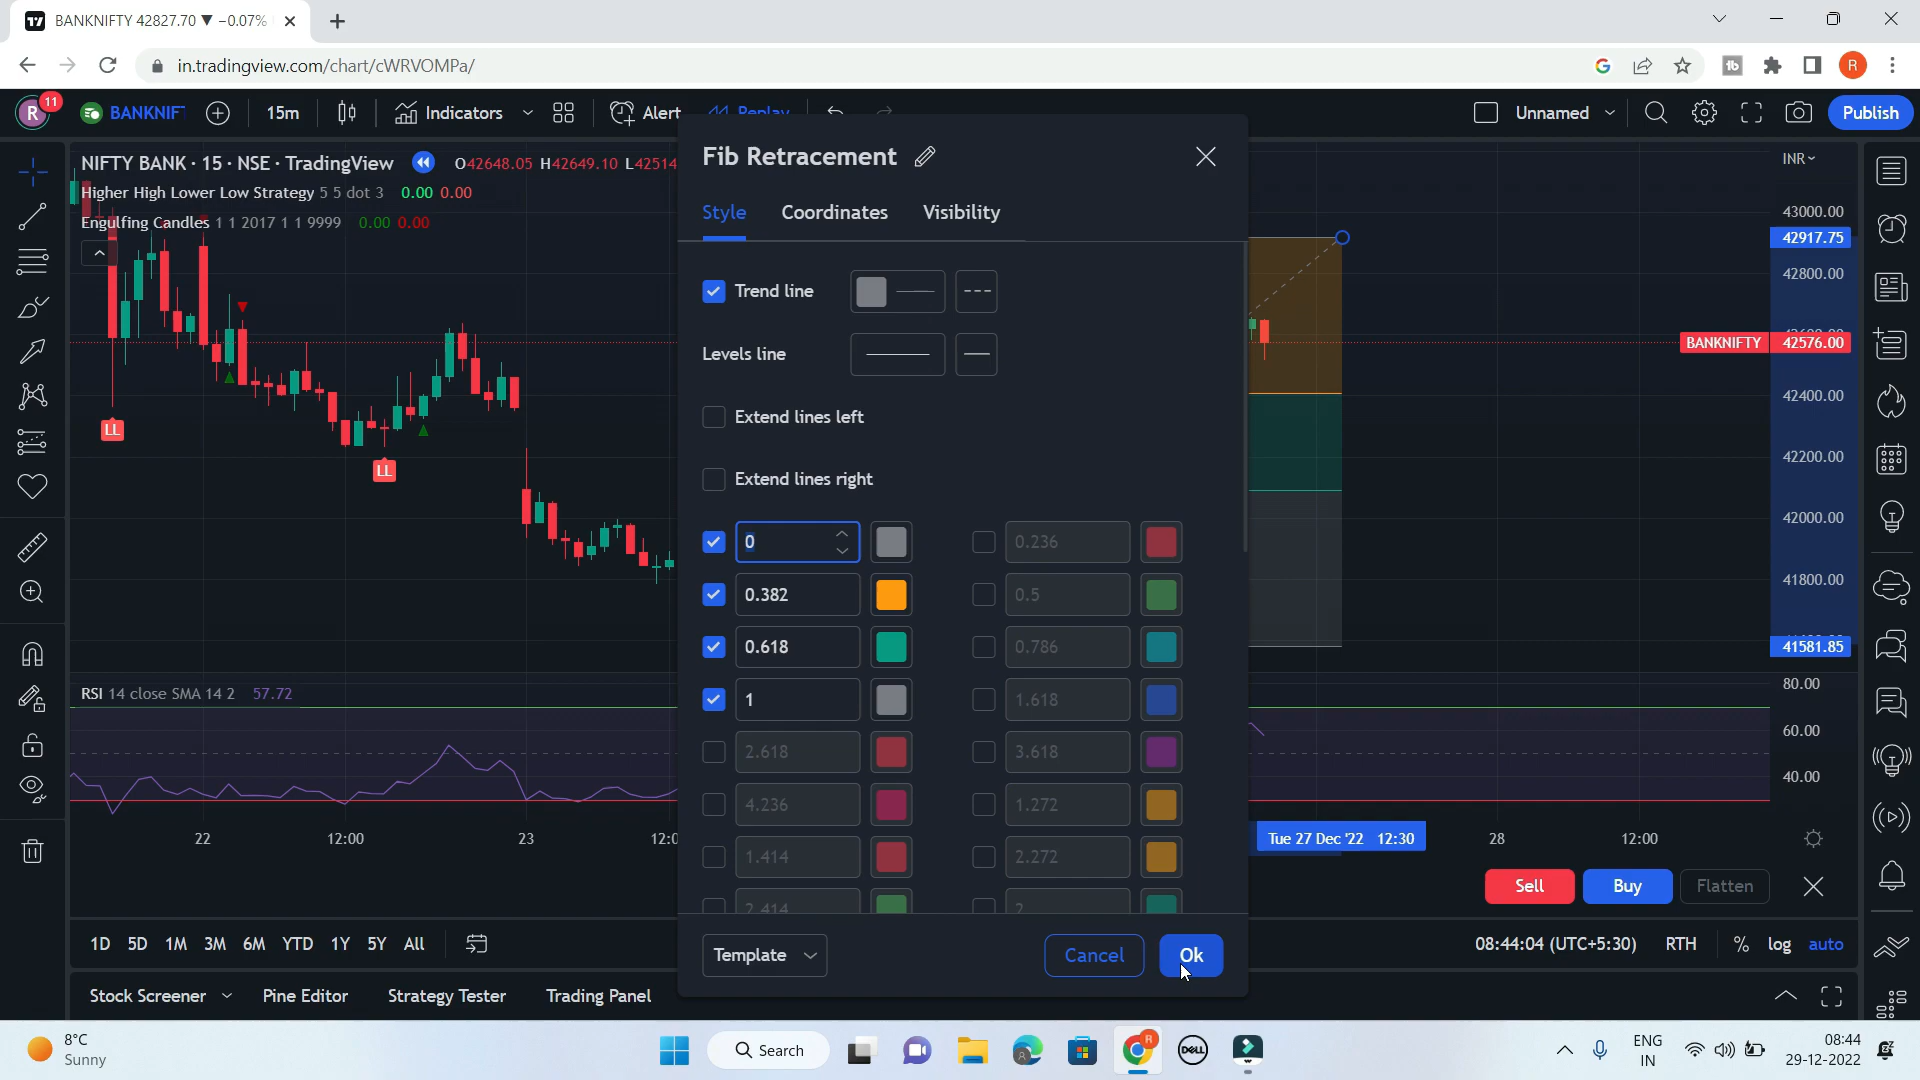 BANKNIFTY 42827.70 ▼ −0.07%
in.tradingview.com/chart/cWRVOMPa/
R
R 11 BANKNIF 15m Indicators Alert Replay Unnamed Publish
Fib Retracement
NIFTY BANK · 15 · NSE · TradingView O42648.05 H42649.10 L42514
INR
Higher High Lower Low Strategy 5 5 dot 3 0.00 0.00
Engulfing Candles 1 1 2017 1 1 9999 0.00 0.00
Style Coordinates Visibility
43000.00
42917.75
42800.00
Trend line
BANKNIFTY 42576.00
Levels line
42400.00
Extend lines left
LL
42200.00
LL
Extend lines right
42000.00
0 0.236
41800.00
0.382 0.5
0.618 0.786
41581.85
RSI 14 close SMA 14 2 57.72
80.00
1 1.618
60.00
2.618 3.618
40.00
4.236 1.272
22 12:00 23 12:0 Tue 27 Dec '22 12:30 28 12:00
1.414 2.272
Sell Buy Flatten
2.414 2
1D 5D 1M 3M 6M YTD 1Y 5Y All
Template Cancel Ok
08:44:04 (UTC+5:30) RTH % log auto
Stock Screener Pine Editor Strategy Tester Trading Panel
8°C
Sunny
Search
R
DELL
ENG
IN
08:44
29-12-2022